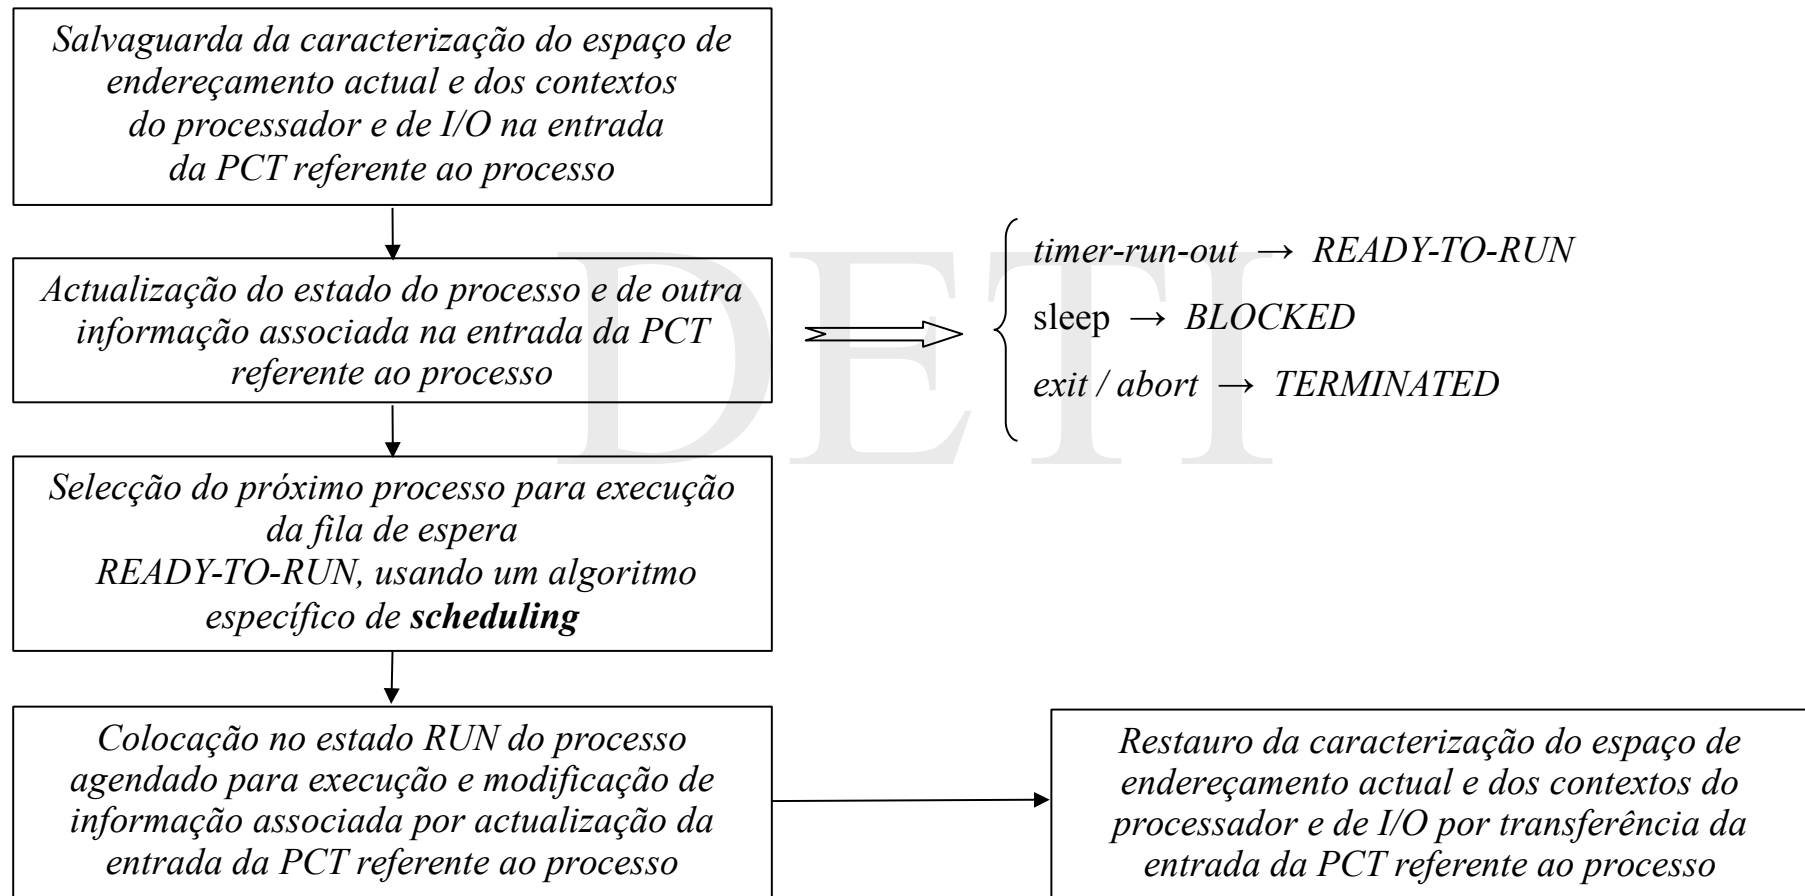 Salvaguarda da caracterização do espaço de
endereçamento actual e dos contextos
do processador e de I/O na entrada
da PCT referente ao processo
Actualização do estado do processo e de outra
informação associada na entrada da PCT
referente ao processo
timer-run-out → READY-TO-RUN
sleep → BLOCKED
exit / abort → TERMINATED
DETI
Selecção do próximo processo para execução
da fila de espera
READY-TO-RUN, usando um algoritmo
específico de scheduling
Colocação no estado RUN do processo
agendado para execução e modificação de
informação associada por actualização da
entrada da PCT referente ao processo
Restauro da caracterização do espaço de
endereçamento actual e dos contextos do
processador e de I/O por transferência da
entrada da PCT referente ao processo